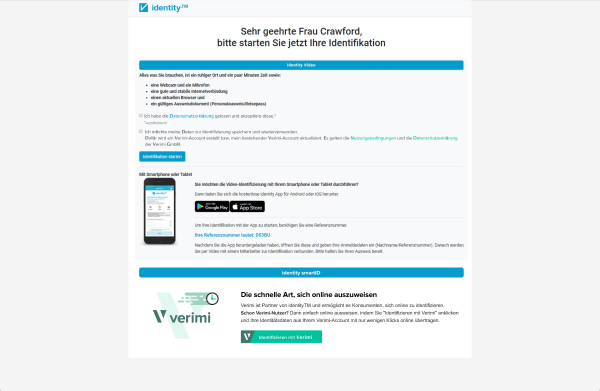 identity™
Sehr geehrte Frau Crawford,
bitte starten Sie jetzt Ihre Identifikation
Identity Video
Alles was Sie brauchen, ist ein ruhiger Ort und ein paar Minuten Zeit sowie:
• eine Webcam und ein Mikrofon
• eine gute und stabile Internetverbindung
• einen aktuellen Browser und
• ein gültiges Ausweisdokument (Personalausweis/Reisepass)
Ich habe die Datenschutzerklärung gelesen und akzeptiere diese.*
Ich möchte meine Daten zur Identifizierung speichern und wiederverwenden.
Dafür wird ein Verimi-Account erstellt bzw. mein bestehender Verimi-Account aktualisiert. Es gelten die Nutzungsbedingungen und die Datenschutzerklärung
der Verimi GmbH.
Identifikation starten
Mit Smartphone oder Tablet
Sie möchten die Video-Identifizierung mit Ihrem Smartphone oder Tablet durchführen?
Dann laden Sie sich die kostenlose identity App für Android oder iOS herunter.
Google Play
App Store
Um Ihre Identifikation mit der App zu starten, benötigen Sie eine Referenznummer.
Ihre Referenznummer lautet:
Nachdem Sie die App heruntergeladen haben, öffnen Sie diese und geben Ihre Anmeldedaten ein (Nachname/Referenznummer). Danach werden
Sie per Video mit einem Mitarbeiter zur Identifikation verbunden. Bitte halten Sie Ihren Ausweis bereit.
identity smartID
verimi
Die schnelle Art, sich online auszuweisen
Verimi ist Partner von identityTM und ermöglicht es Konsumenten, sich online zu identifizieren.
Schon Verimi-Nutzer? Dann einfach online ausweisen, indem Sie "Identifizieren mit Verimi" anklicken
und Ihre Identitätsdaten aus Ihrem Verimi-Account mit nur wenigen Klicks online übertragen.
Identifizieren mit Verimi